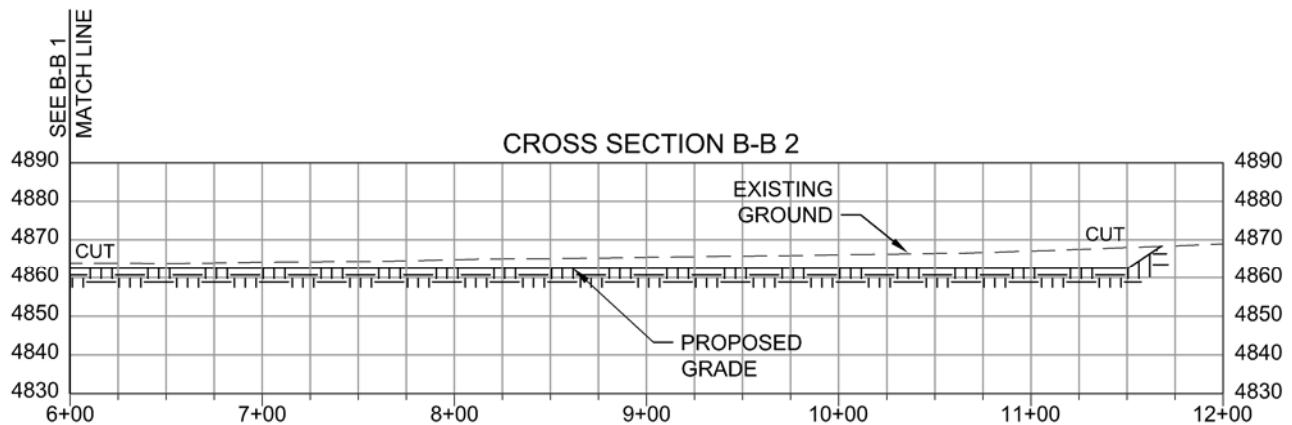 SEE B-B 1
MATCH LINE
CROSS SECTION B-B 2
4890
4880
4870
4860
4850
4840
4830
CUT
EXISTING
GROUND
CUT
PROPOSED
GRADE
4890
4880
4870
4860
4850
4840
4830
6+00 7+00 8+00 9+00 10+00 11+00 12+00